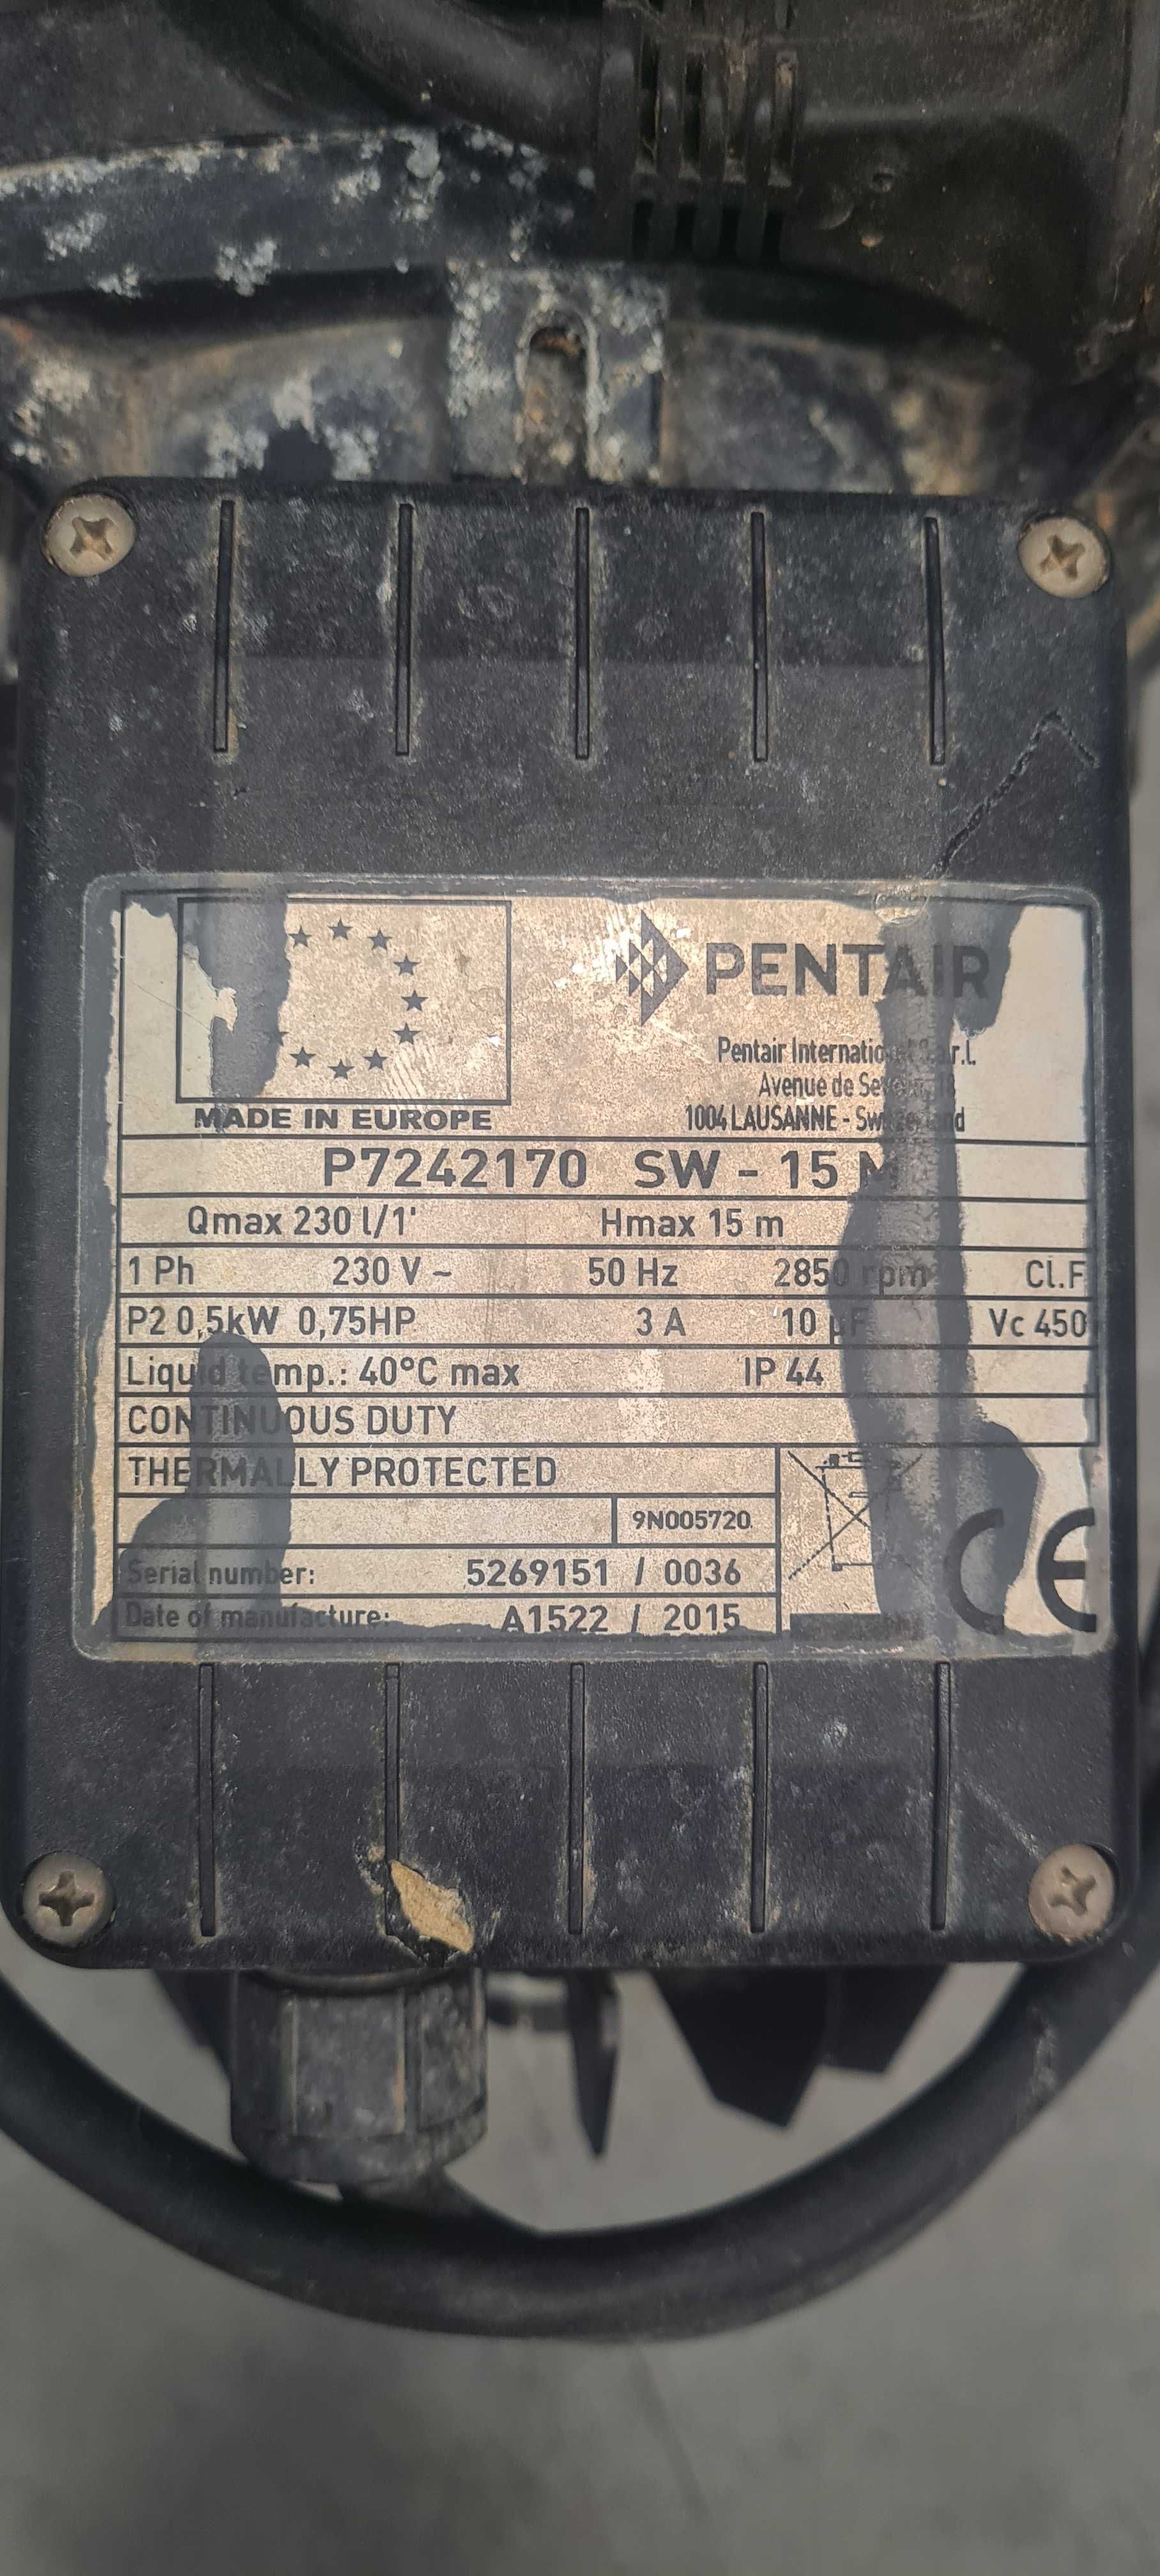 PENTAIR
Pentair International S.a.r.l.
Avenue de 18
1004 LAUSANNE - Switzerland
MADE IN EUROPE
P7242170 SW - 15 M
Qmax 230 l/1' Hmax 15 m
1 Ph 230 V ~ 50 Hz 2850 rpm Cl.F
P2 0,5kW 0,75HP 3 A 10 µF Vc 450
Liquid temp.: 40°C max IP 44
CONTINUOUS DUTY
THERMALLY PROTECTED
9N005720
Serial number: 5269151 / 0036
Date of manufacture: A1522 / 2015
CE